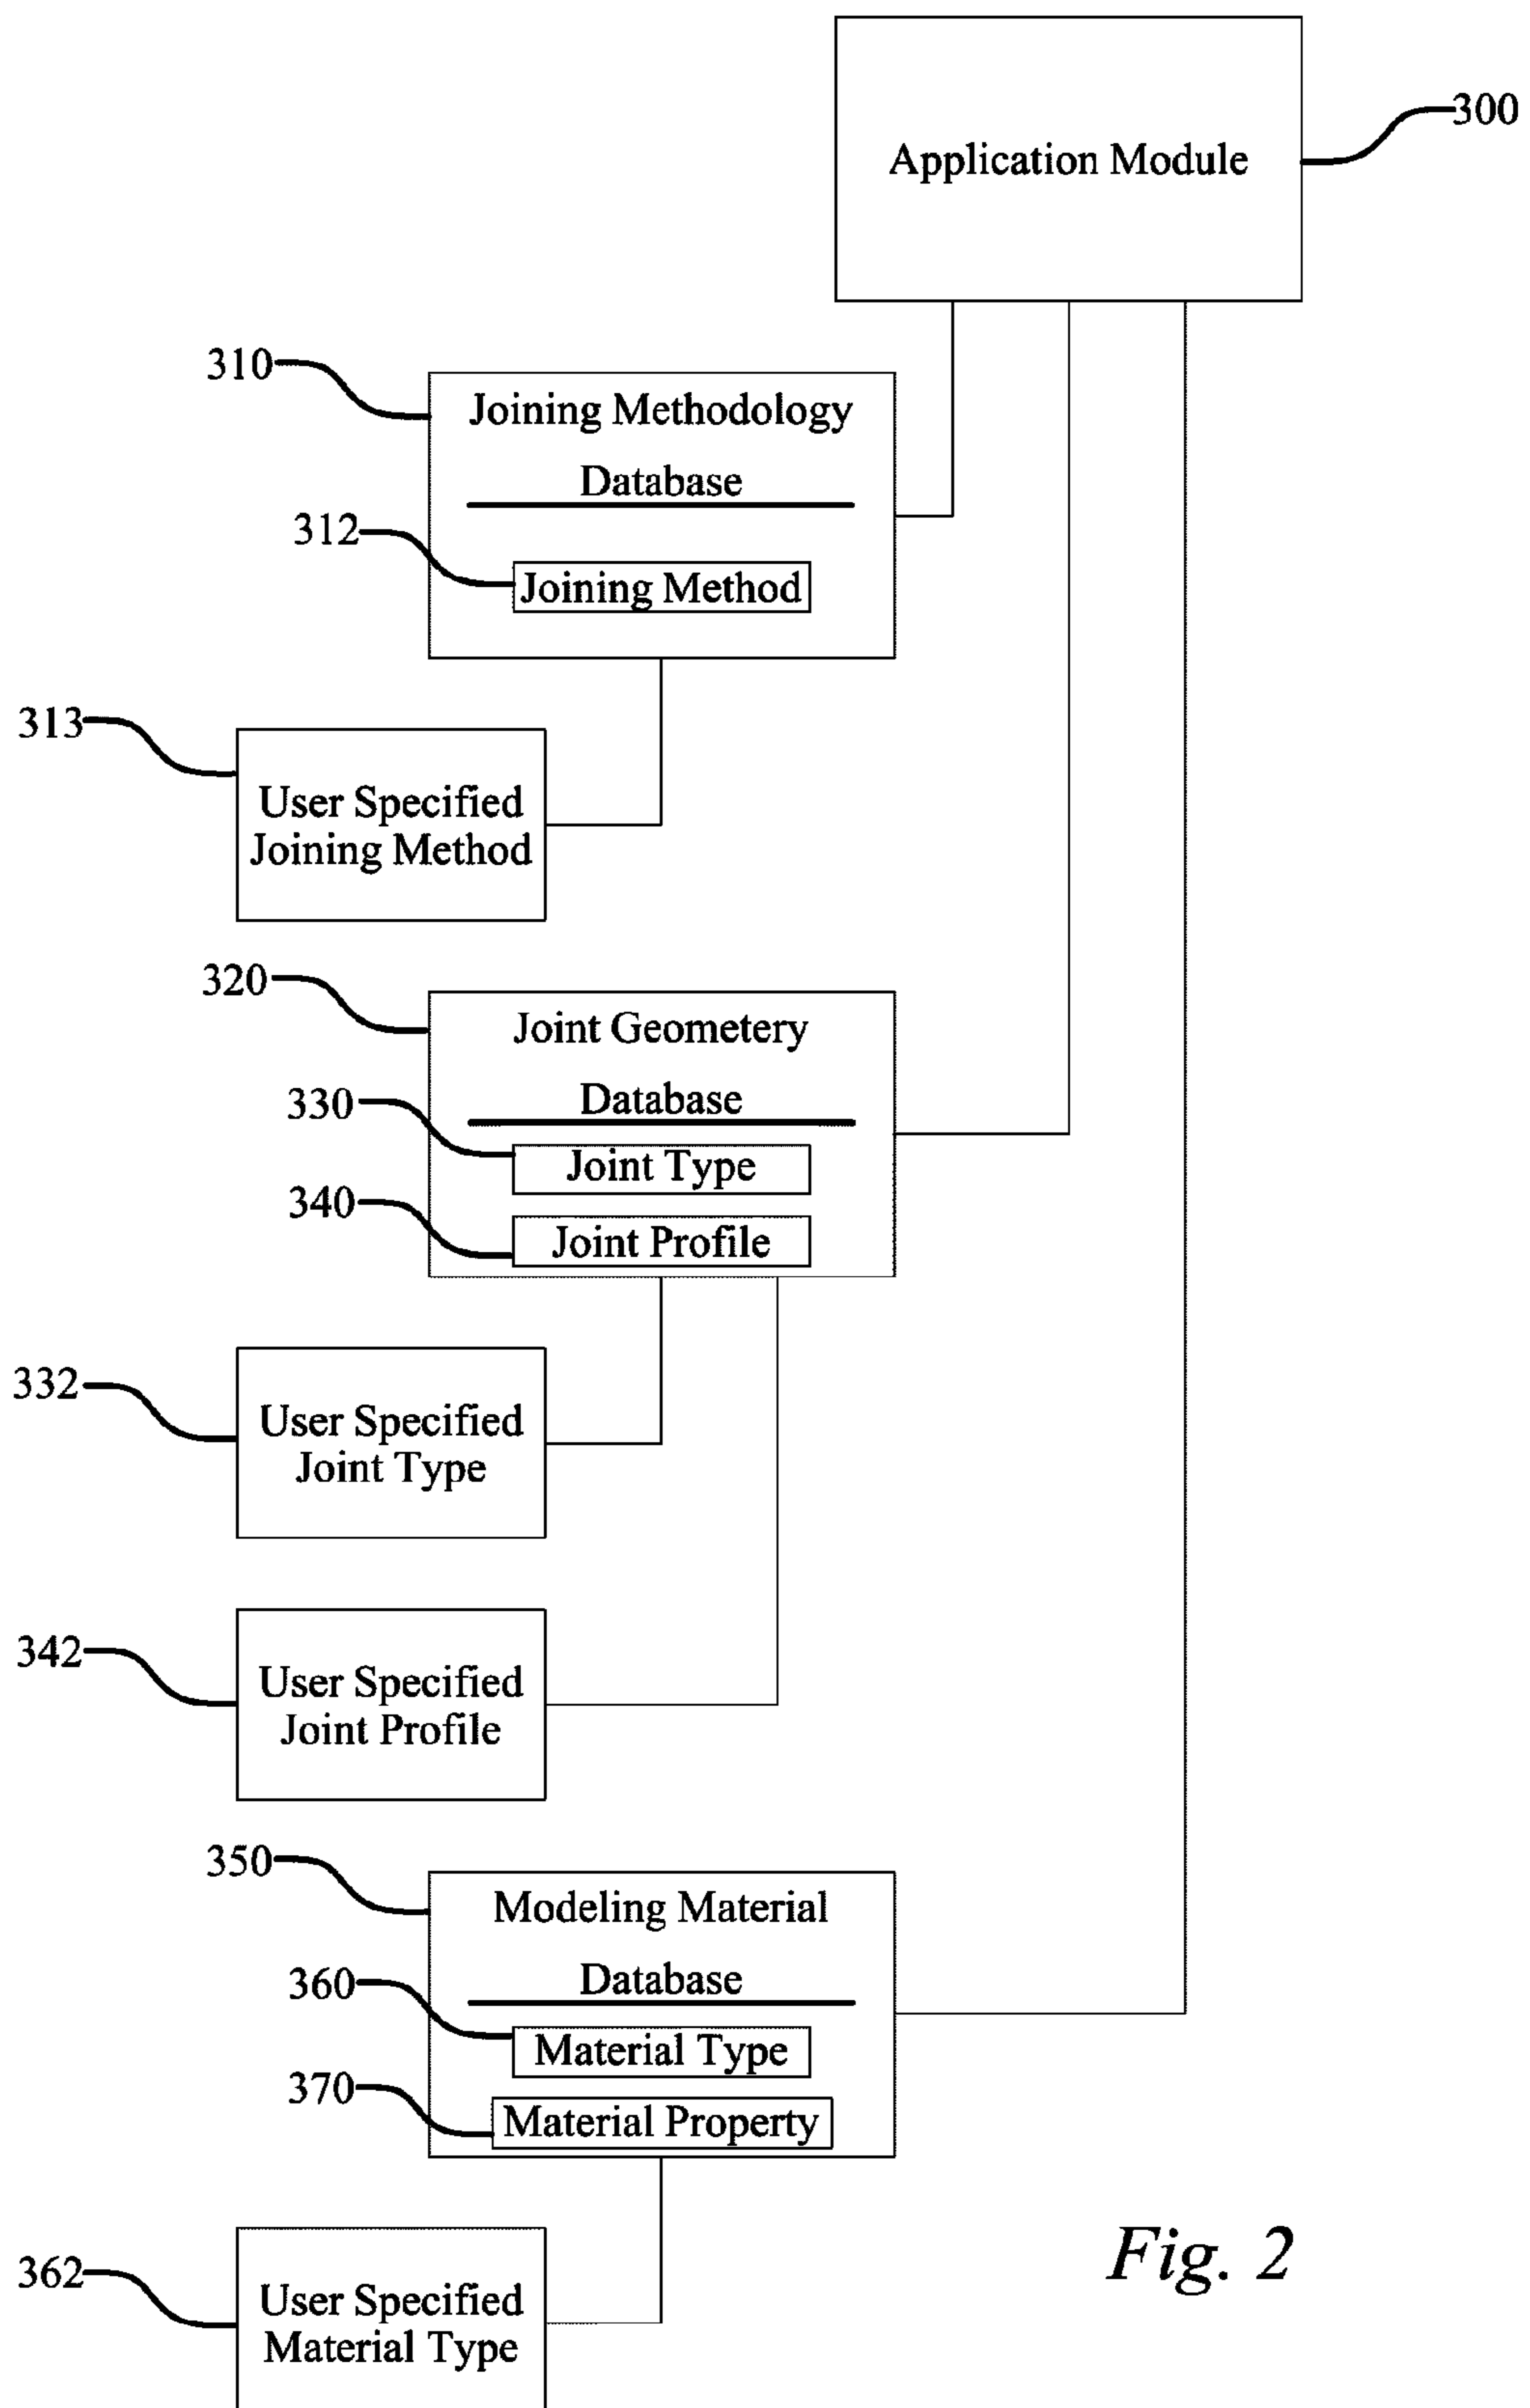 300
Application Module
310
Joining Methodology
Database
312
Joining Method
313
User Specified
Joining Method
320
Joint Geometery
Database
330
Joint Type
340
Joint Profile
332
User Specified
Joint Type
342
User Specified
Joint Profile
350
Modeling Material
Database
360
Material Type
370
Material Property
362
User Specified
Material Type
Fig. 2